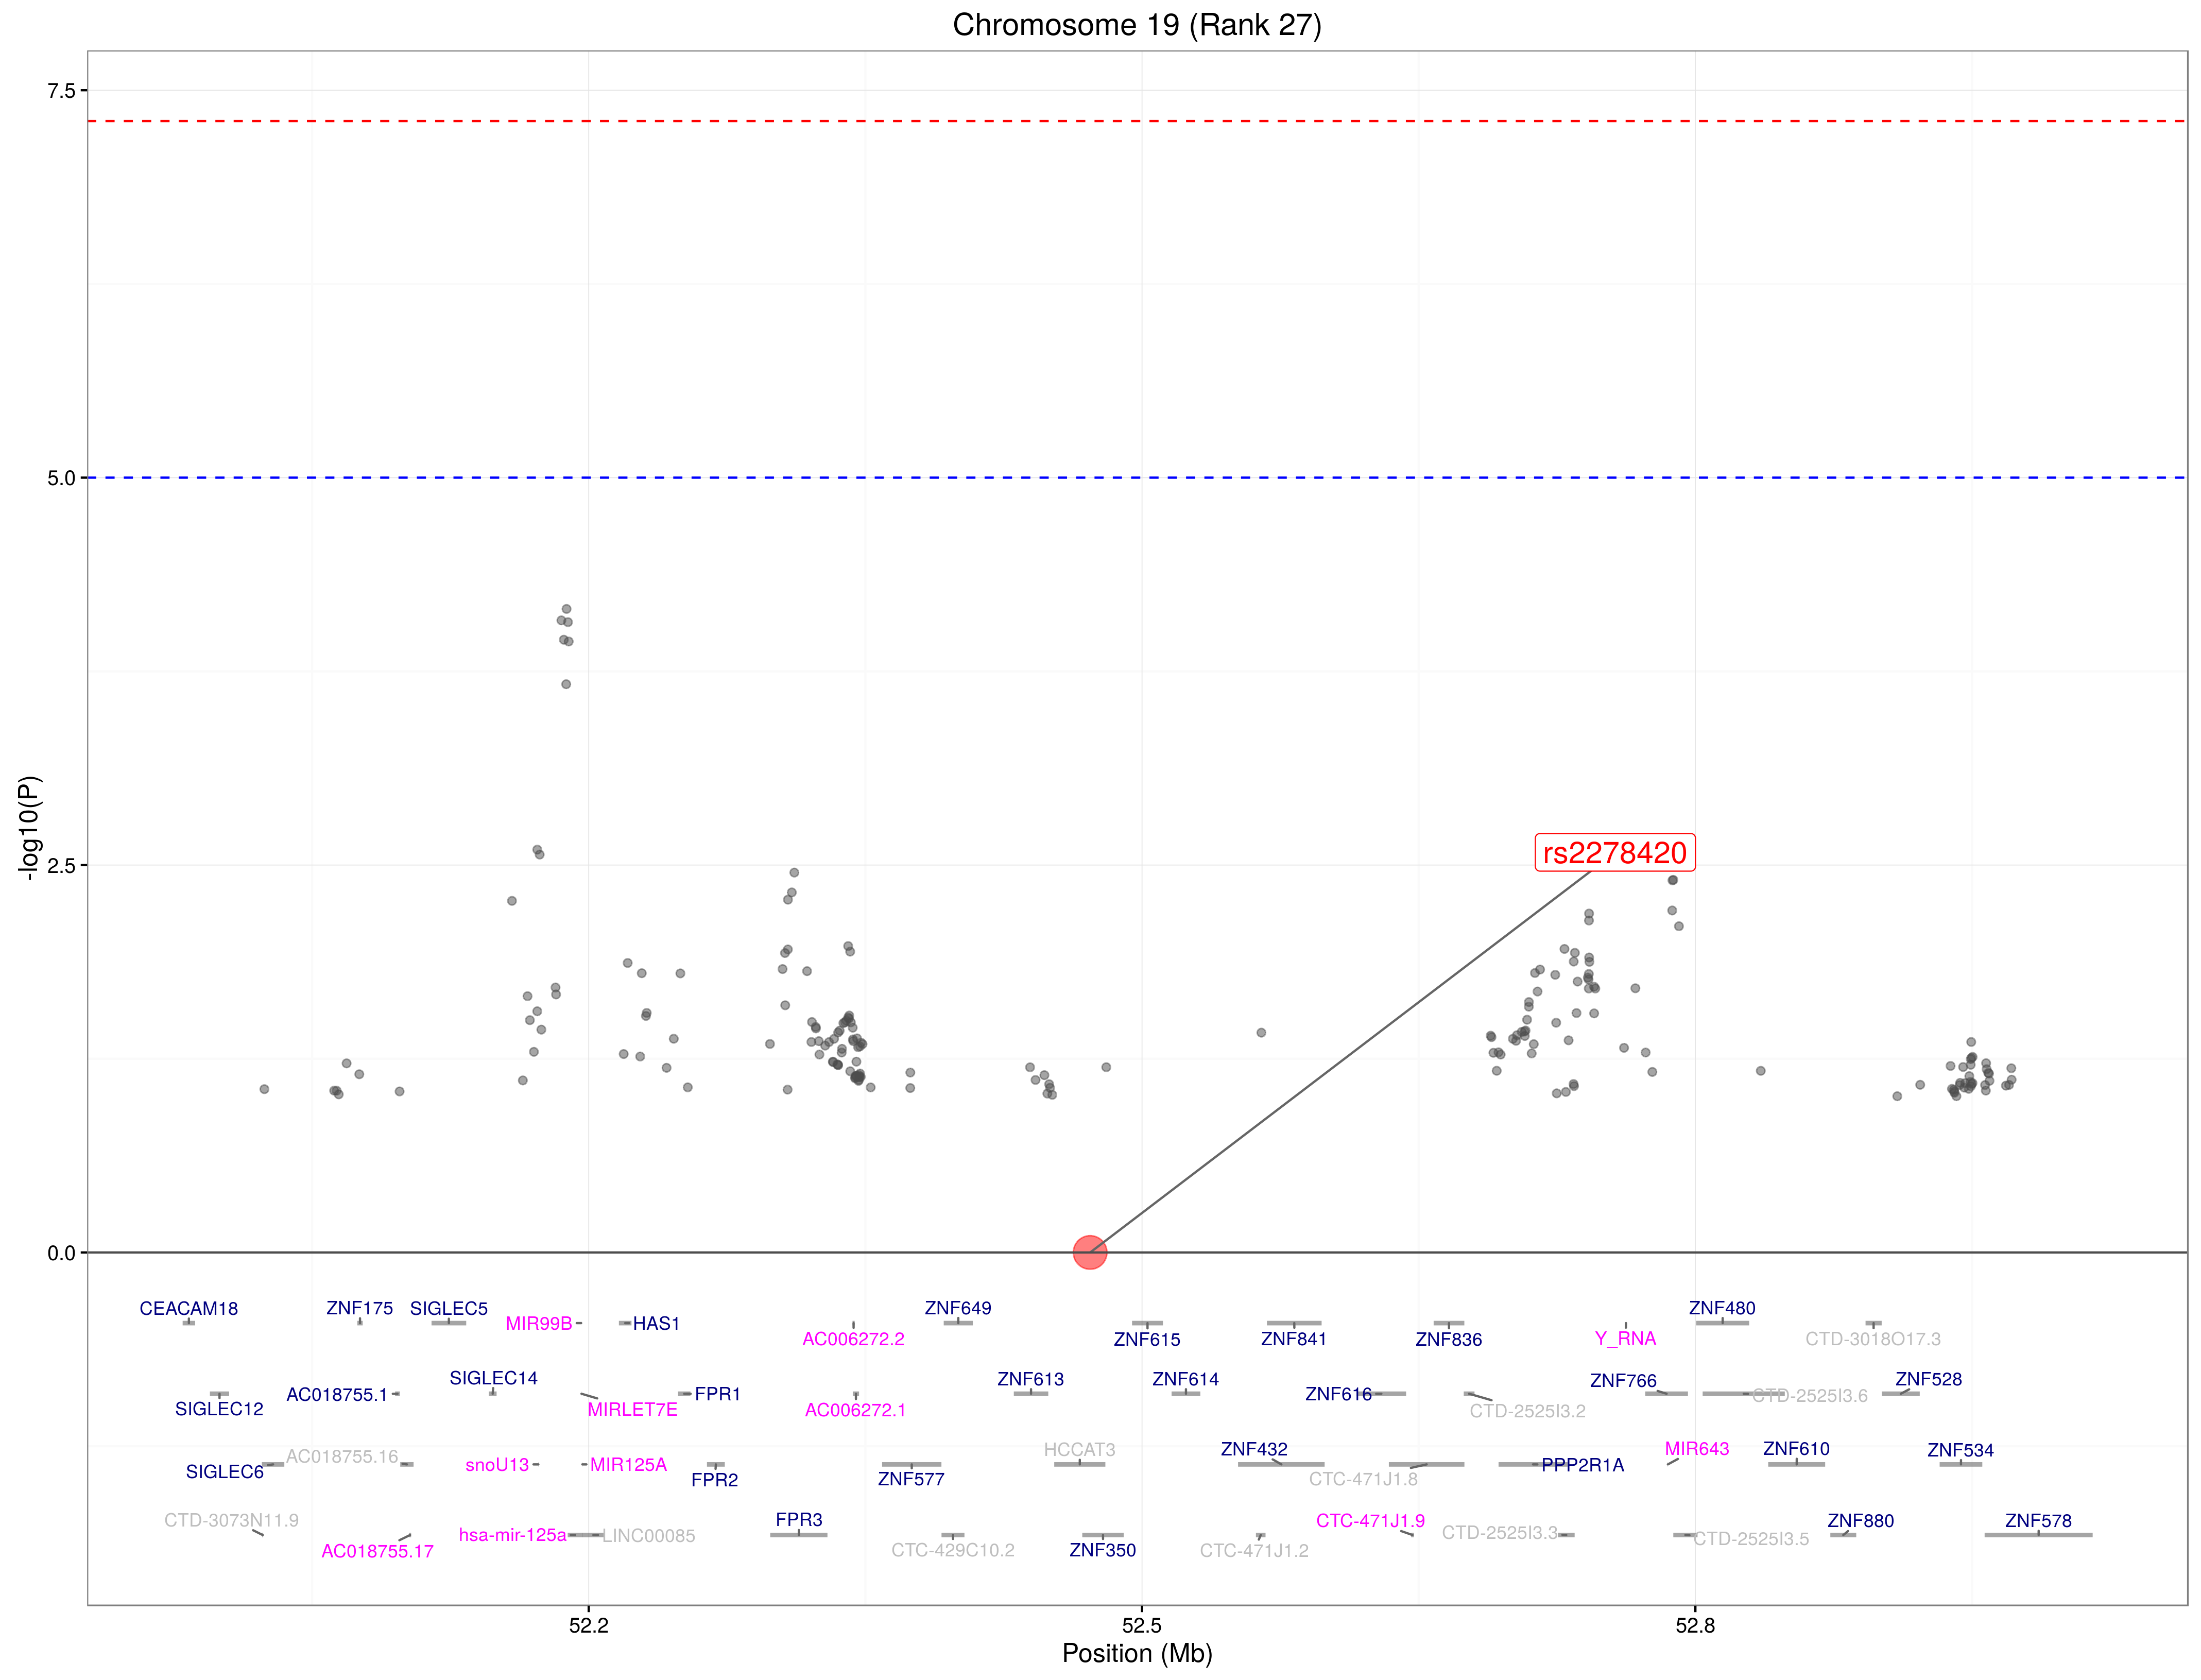 Chromosome 19 (Rank 27)
7.5
5.0
2.5
0.0
-log10(P)
rs2278420
CEACAM18
ZNF175
SIGLEC5
MIR99B
HAS1
AC006272.2
ZNF649
ZNF615
ZNF841
ZNF836
Y_RNA
ZNF480
CTD-3018O17.3
SIGLEC12
AC018755.1
SIGLEC14
MIRLET7E
FPR1
AC006272.1
ZNF613
ZNF614
ZNF616
CTD-2525I3.2
ZNF766
CTD-2525I3.6
ZNF528
SIGLEC6
AC018755.16
snoU13
MIR125A
FPR2
ZNF577
HCCAT3
ZNF432
CTC-471J1.8
PPP2R1A
MIR643
ZNF610
ZNF534
CTD-3073N11.9
AC018755.17
hsa-mir-125a
LINC00085
FPR3
CTC-429C10.2
ZNF350
CTC-471J1.2
CTC-471J1.9
CTD-2525I3.3
CTD-2525I3.5
ZNF880
ZNF578
52.2
52.5
52.8
Position (Mb)